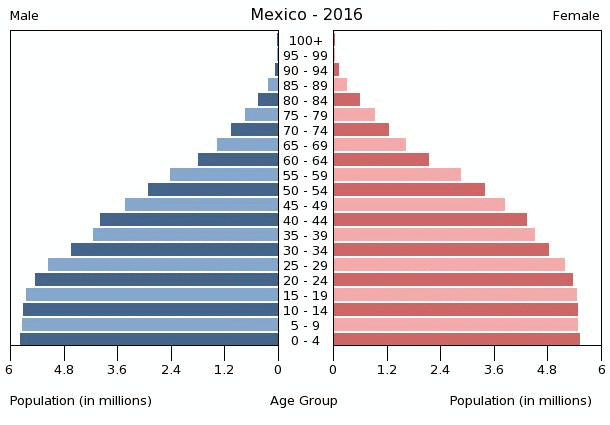 Mexico - 2016
Male Female
100+
95 - 99
90 - 94
85 - 89
80 - 84
75 - 79
70 - 74
65 - 69
60 - 64
55 - 59
50 - 54
45 - 49
40 - 44
35 - 39
30 - 34
25 - 29
20 - 24
15 - 19
10 - 14
5 - 9
0 - 4
6 4.8 3.6 2.4 1.2 0 0 1.2 2.4 3.6 4.8 6
Population (in millions) Age Group Population (in millions)